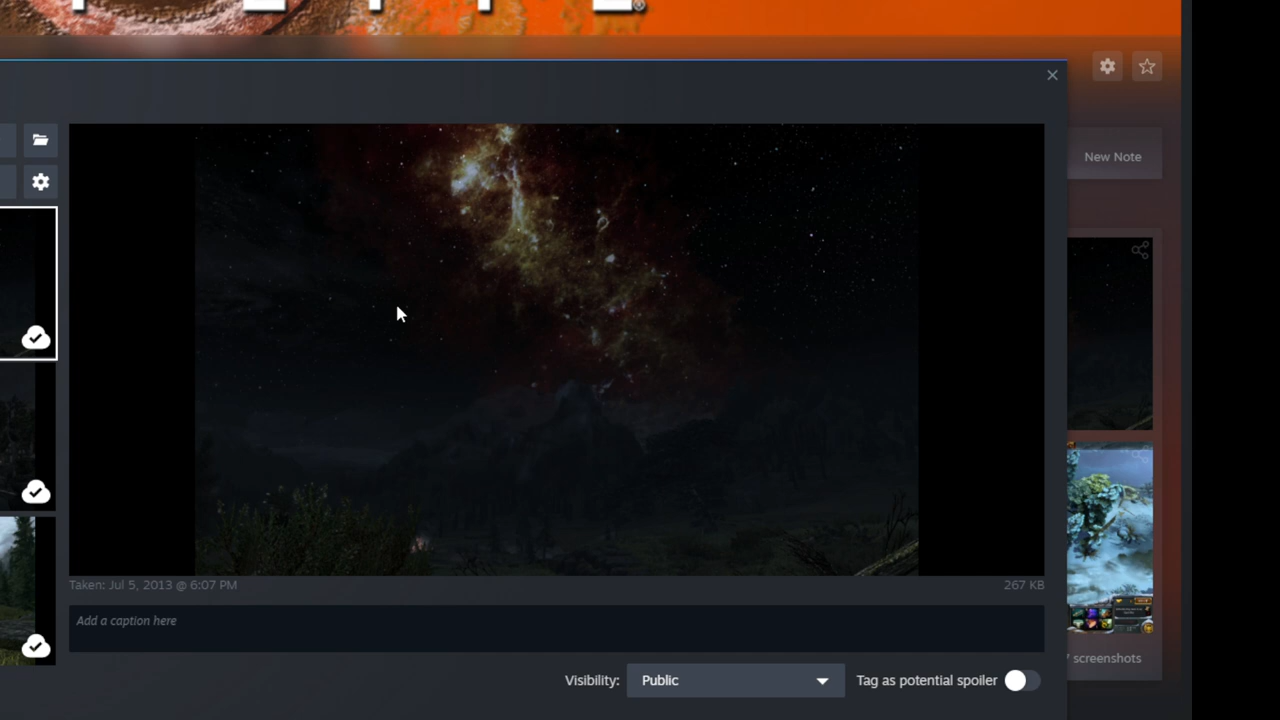 New Note
Taken: Jul 5, 2013 @ 6:07 PM
267 KB
Add a caption here
screenshots
Visibility:
Public
Tag as potential spoiler